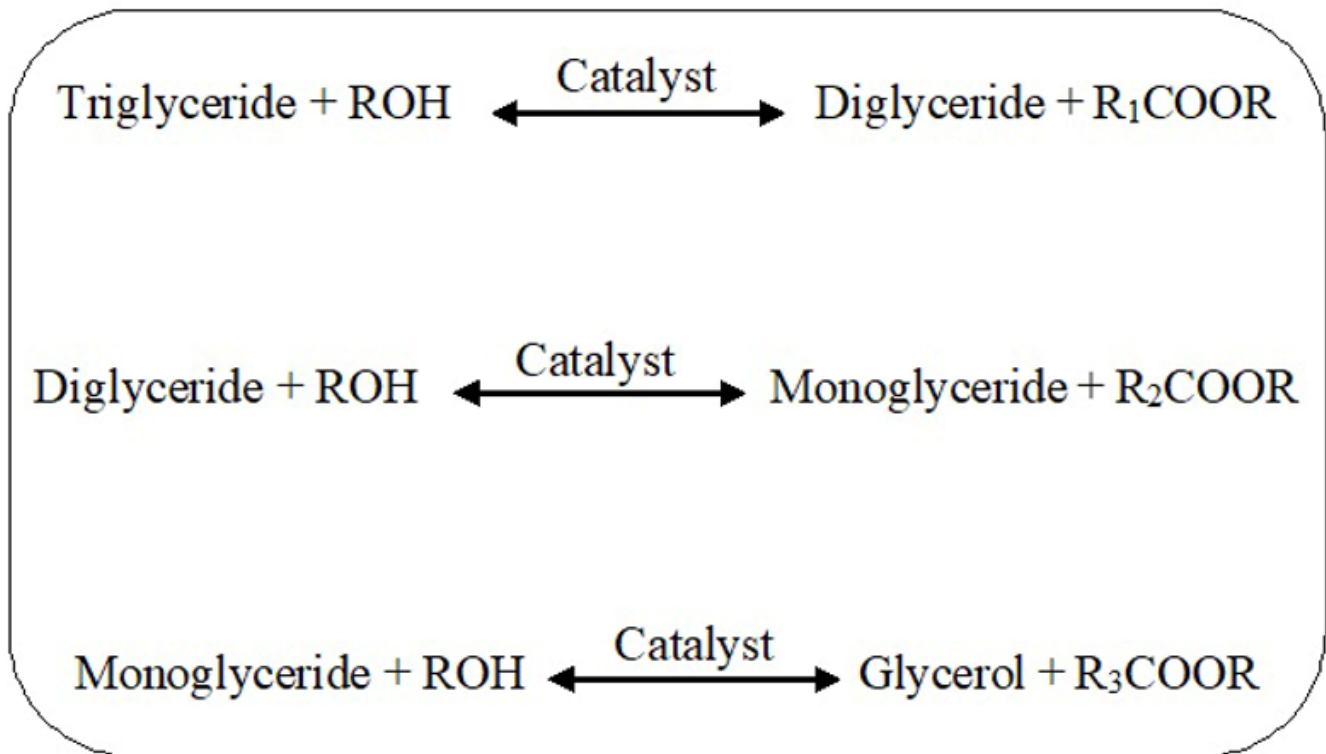 Catalyst
Triglyceride + ROH Diglyceride + R₁COOR
Catalyst
Diglyceride + ROH Monoglyceride + R₂COOR
Catalyst
Monoglyceride + ROH Glycerol + R₃COOR